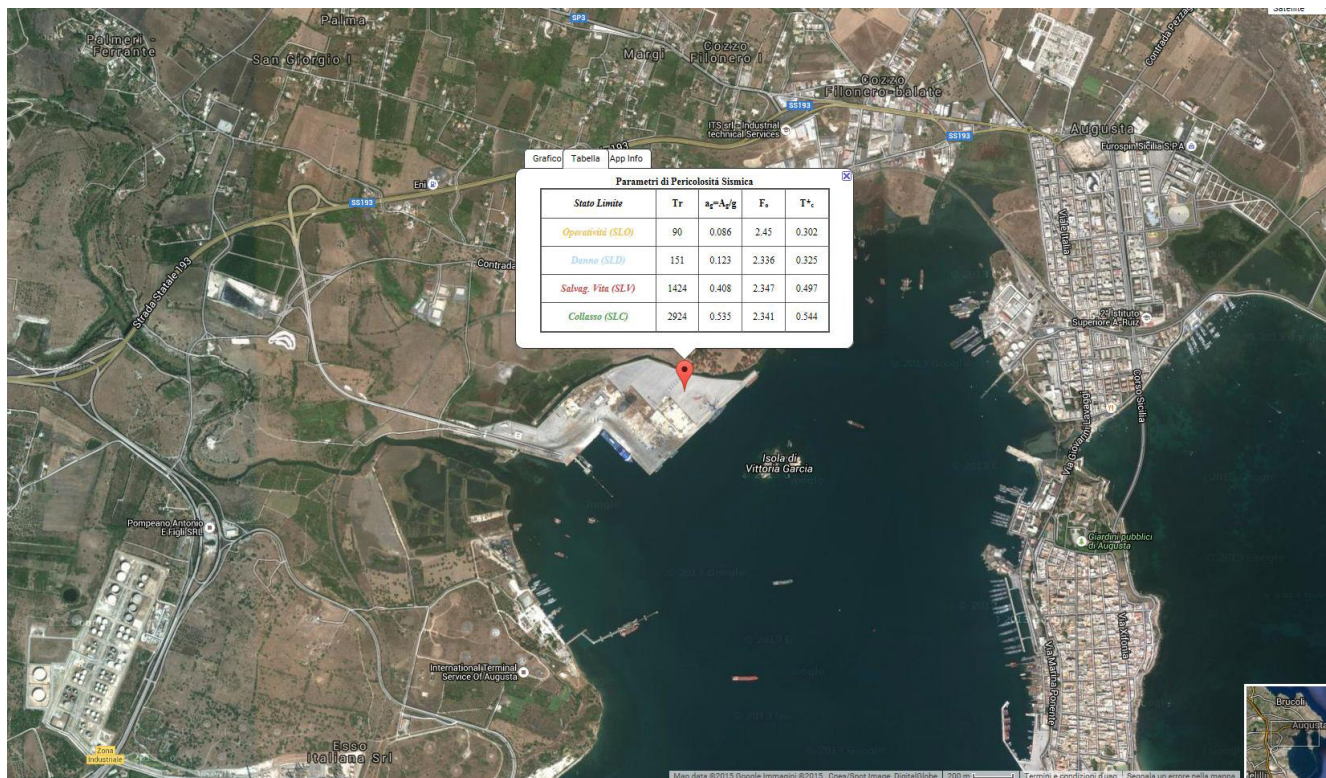 Satellite
Palma
SP3
Palmeri -
Ferrante
San Giorgio I
Margi
Cozzo
Filonero I
Contrada Pezzag
Cozzo
Filonero-balate
SS193
ITS srl - Industrial
technical Services
SS193
Augusta
Eurospin Sicilia S.P.A
Eni
SS193
Grafico
Tabella
App Info
Parametri di Pericolositá Sismica
Stato Limite Tr ag=Ag/g Fo T*c
Operativitá (SLO) 90 0.086 2.45 0.302
Danno (SLD) 151 0.123 2.336 0.325
Salvag. Vita (SLV) 1424 0.408 2.347 0.497
Collasso (SLC) 2924 0.535 2.341 0.544
Strada Statale 193
Contrada
Viale Italia
2° Istituto
Superiore A-Ruiz
Corso Sicilia
Via Giovanni Lavaggi
Isola di
Vittoria Garcia
Pompeano Antonio
E Figli SRL
Giardini pubblici
di Augusta
International Terminal
Service Of Augusta
Via Marina Ponente
Via Xifonia
Zona
Industriale
Esso
Italiana Srl
Brucoli
Augusta
Map data ©2015 Google Immagini ©2015 , Cnes/Spot Image, DigitalGlobe 200 m Termini e condizioni d'uso Segnala un errore nella mappa